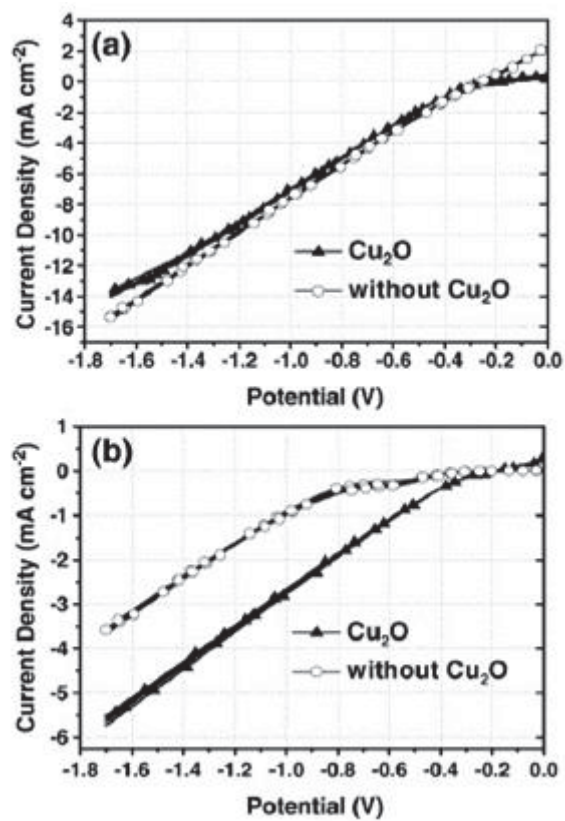 (a)
Current Density (mA cm⁻²)
4
2
0
-2
-4
-6
-8
-10
-12
-14
-16
Cu₂O
without Cu₂O
-1.8 -1.6 -1.4 -1.2 -1.0 -0.8 -0.6 -0.4 -0.2 0.0
Potential (V)
(b)
Current Density (mA cm⁻²)
1
0
-1
-2
-3
-4
-5
-6
Cu₂O
without Cu₂O
-1.8 -1.6 -1.4 -1.2 -1.0 -0.8 -0.6 -0.4 -0.2 0.0
Potential (V)